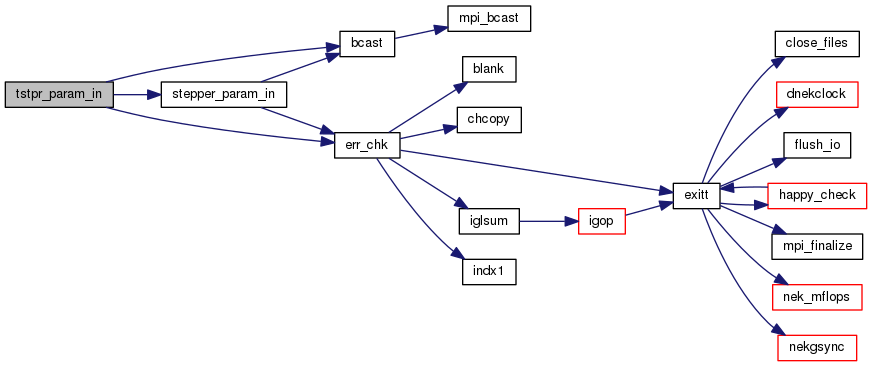 tstpr_param_in
stepper_param_in
bcast
mpi_bcast
err_chk
blank
chcopy
iglsum
indx1
igop
exitt
close_files
dnekclock
flush_io
happy_check
mpi_finalize
nek_mflops
nekgsync